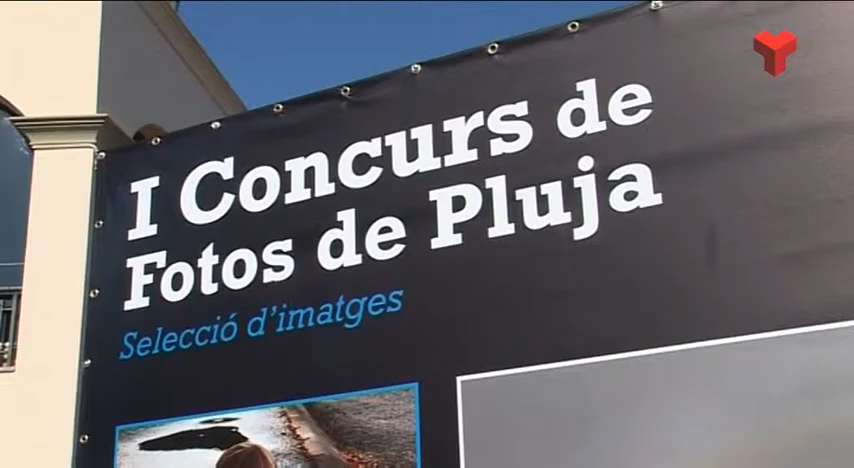 I Concurs de
Fotos de Pluja
Selecció d'imatges